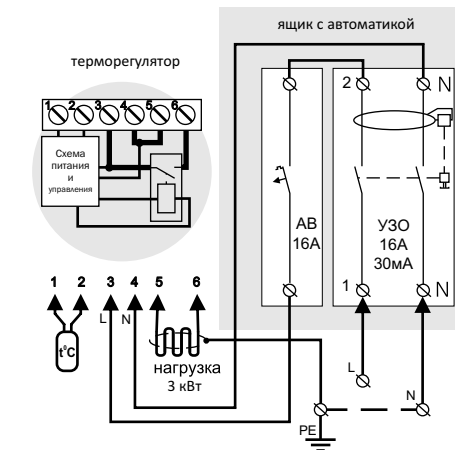 ящик с автоматикой
терморегулятор
1 2 3 4 5 6
2 N
Схема
питания
и
управления
АВ
16А
УЗО
16А
30мА
1 N
1 2 3 4 5 6
L N
t°C
нагрузка
3 кВт
L
N
PE